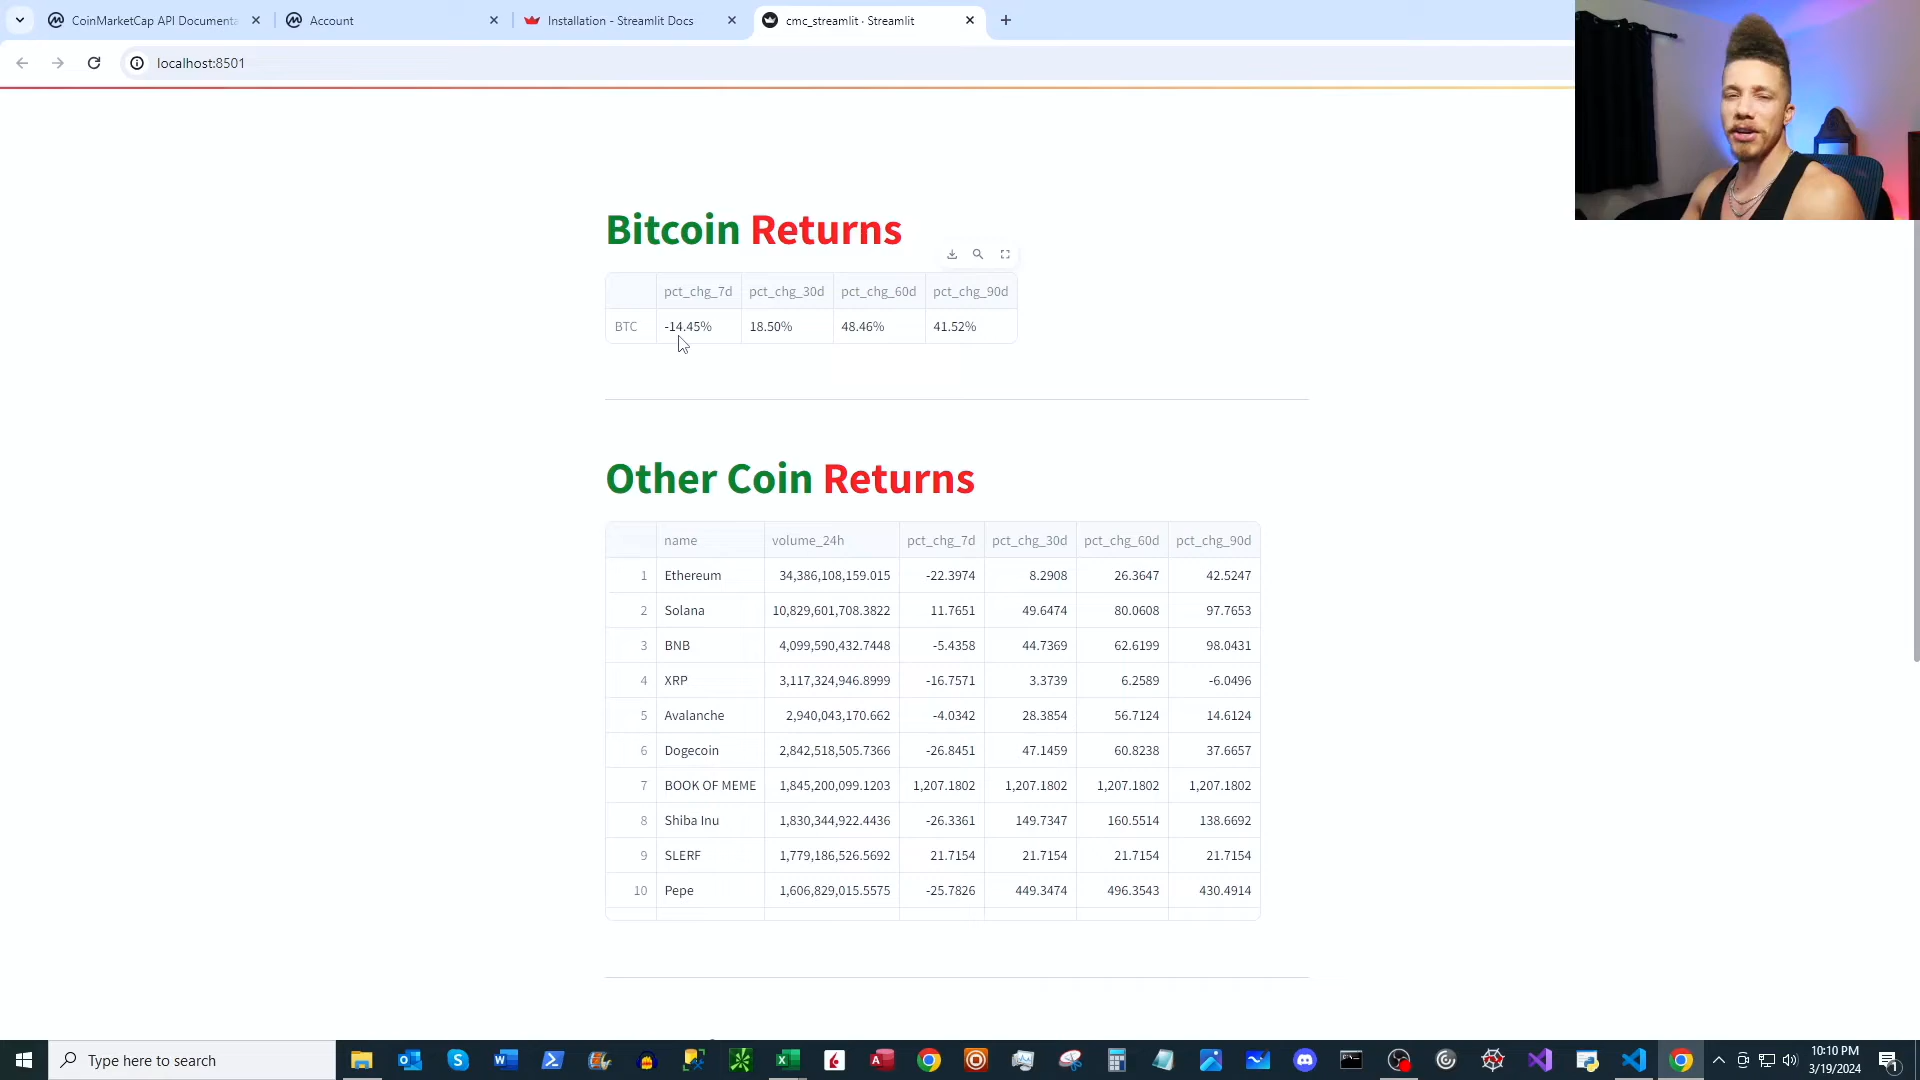 CoinMarketCap API Documenta
Account
Installation - Streamlit Docs
cmc_streamlit · Streamlit
localhost:8501
Bitcoin Returns
pct_chg_7d pct_chg_30d pct_chg_60d pct_chg_90d
BTC -14.45% 18.50% 48.46% 41.52%
Other Coin Returns
name volume_24h pct_chg_7d pct_chg_30d pct_chg_60d pct_chg_90d
1 Ethereum 34,386,108,159.015 -22.3974 8.2908 26.3647 42.5247
2 Solana 10,829,601,708.3822 11.7651 49.6474 80.0608 97.7653
3 BNB 4,099,590,432.7448 -5.4358 44.7369 62.6199 98.0431
4 XRP 3,117,324,946.8999 -16.7571 3.3739 6.2589 -6.0496
5 Avalanche 2,940,043,170.662 -4.0342 28.3854 56.7124 14.6124
6 Dogecoin 2,842,518,505.7366 -26.8451 47.1459 60.8238 37.6657
7 BOOK OF MEME 1,845,200,099.1203 1,207.1802 1,207.1802 1,207.1802 1,207.1802
8 Shiba Inu 1,830,344,922.4436 -26.3361 149.7347 160.5514 138.6692
9 SLERF 1,779,186,526.5692 21.7154 21.7154 21.7154 21.7154
10 Pepe 1,606,829,015.5575 -25.7826 449.3474 496.3543 430.4914
Type here to search
10:10 PM
3/19/2024